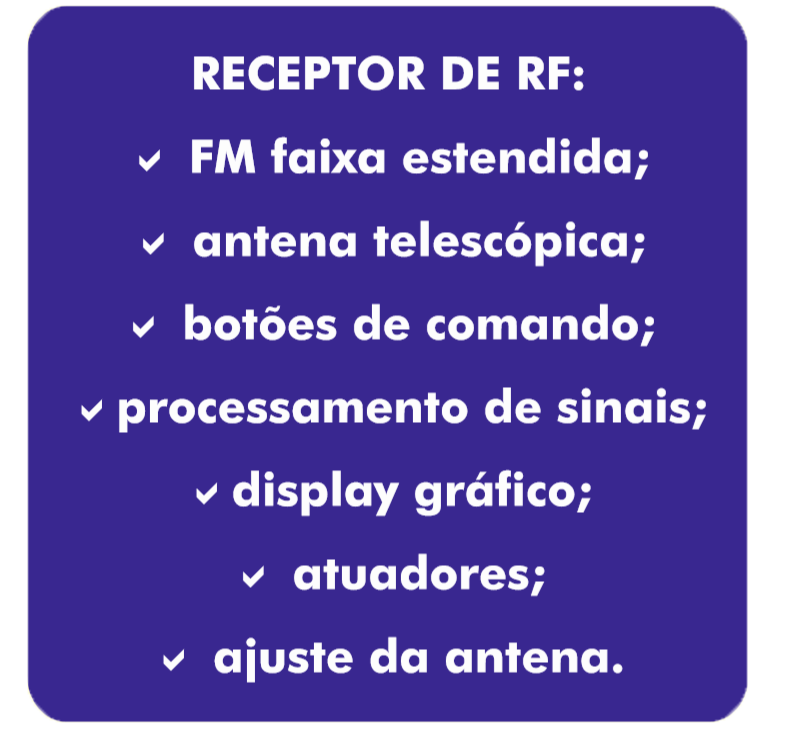 RECEPTOR DE RF:
✓ FM faixa estendida;
✓ antena telescópica;
✓ botões de comando;
✓ processamento de sinais;
✓ display gráfico;
✓ atuadores;
✓ ajuste da antena.